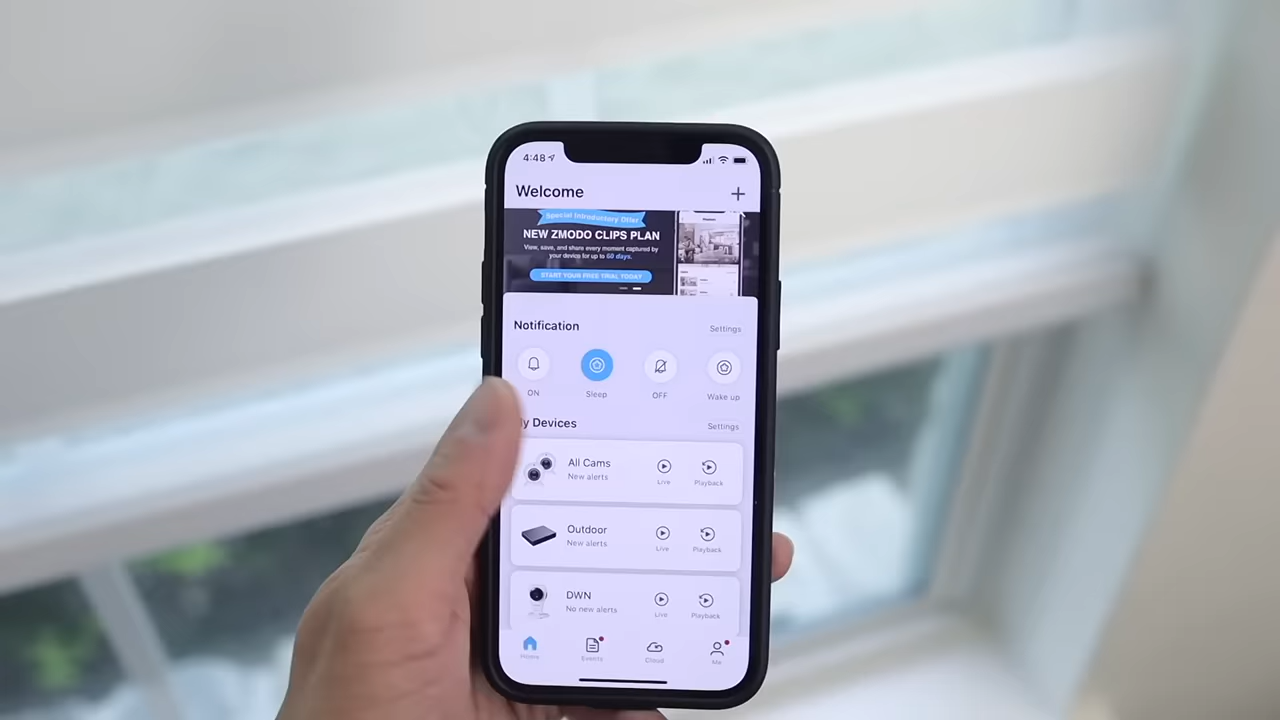 4:48
Welcome
+
Special Introductory Offer
NEW ZMODO CLIPS PLAN
View, save, and share every moment captured by
your device for up to 60 days.
START YOUR FREE TRIAL TODAY
Notification
Settings
ON
Sleep
OFF
Wake up
y Devices
Settings
All Cams
New alerts
Live
Playback
Outdoor
New alerts
Live
Playback
DWN
No new alerts
Live
Playback
Home
Events
Cloud
Me